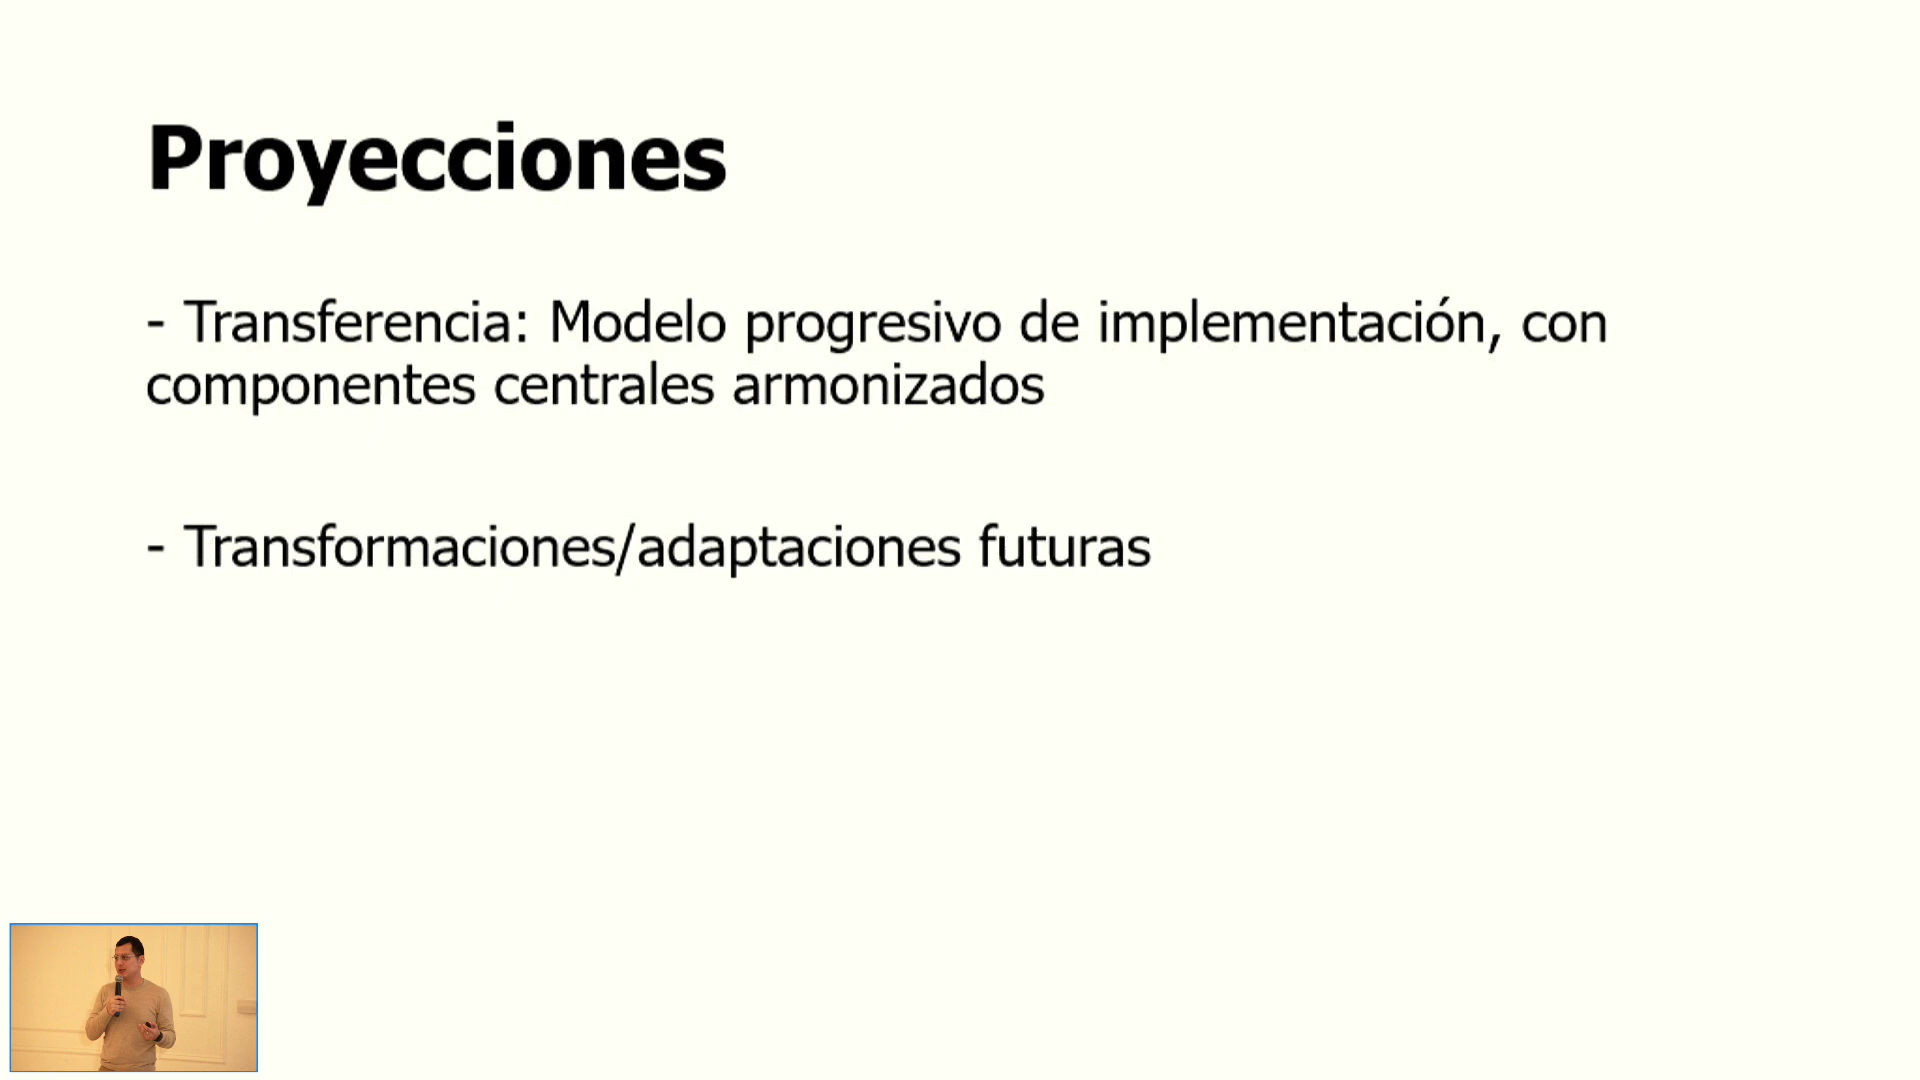 Proyecciones
- Transferencia: Modelo progresivo de implementación, con
componentes centrales armonizados
- Transformaciones/adaptaciones futuras